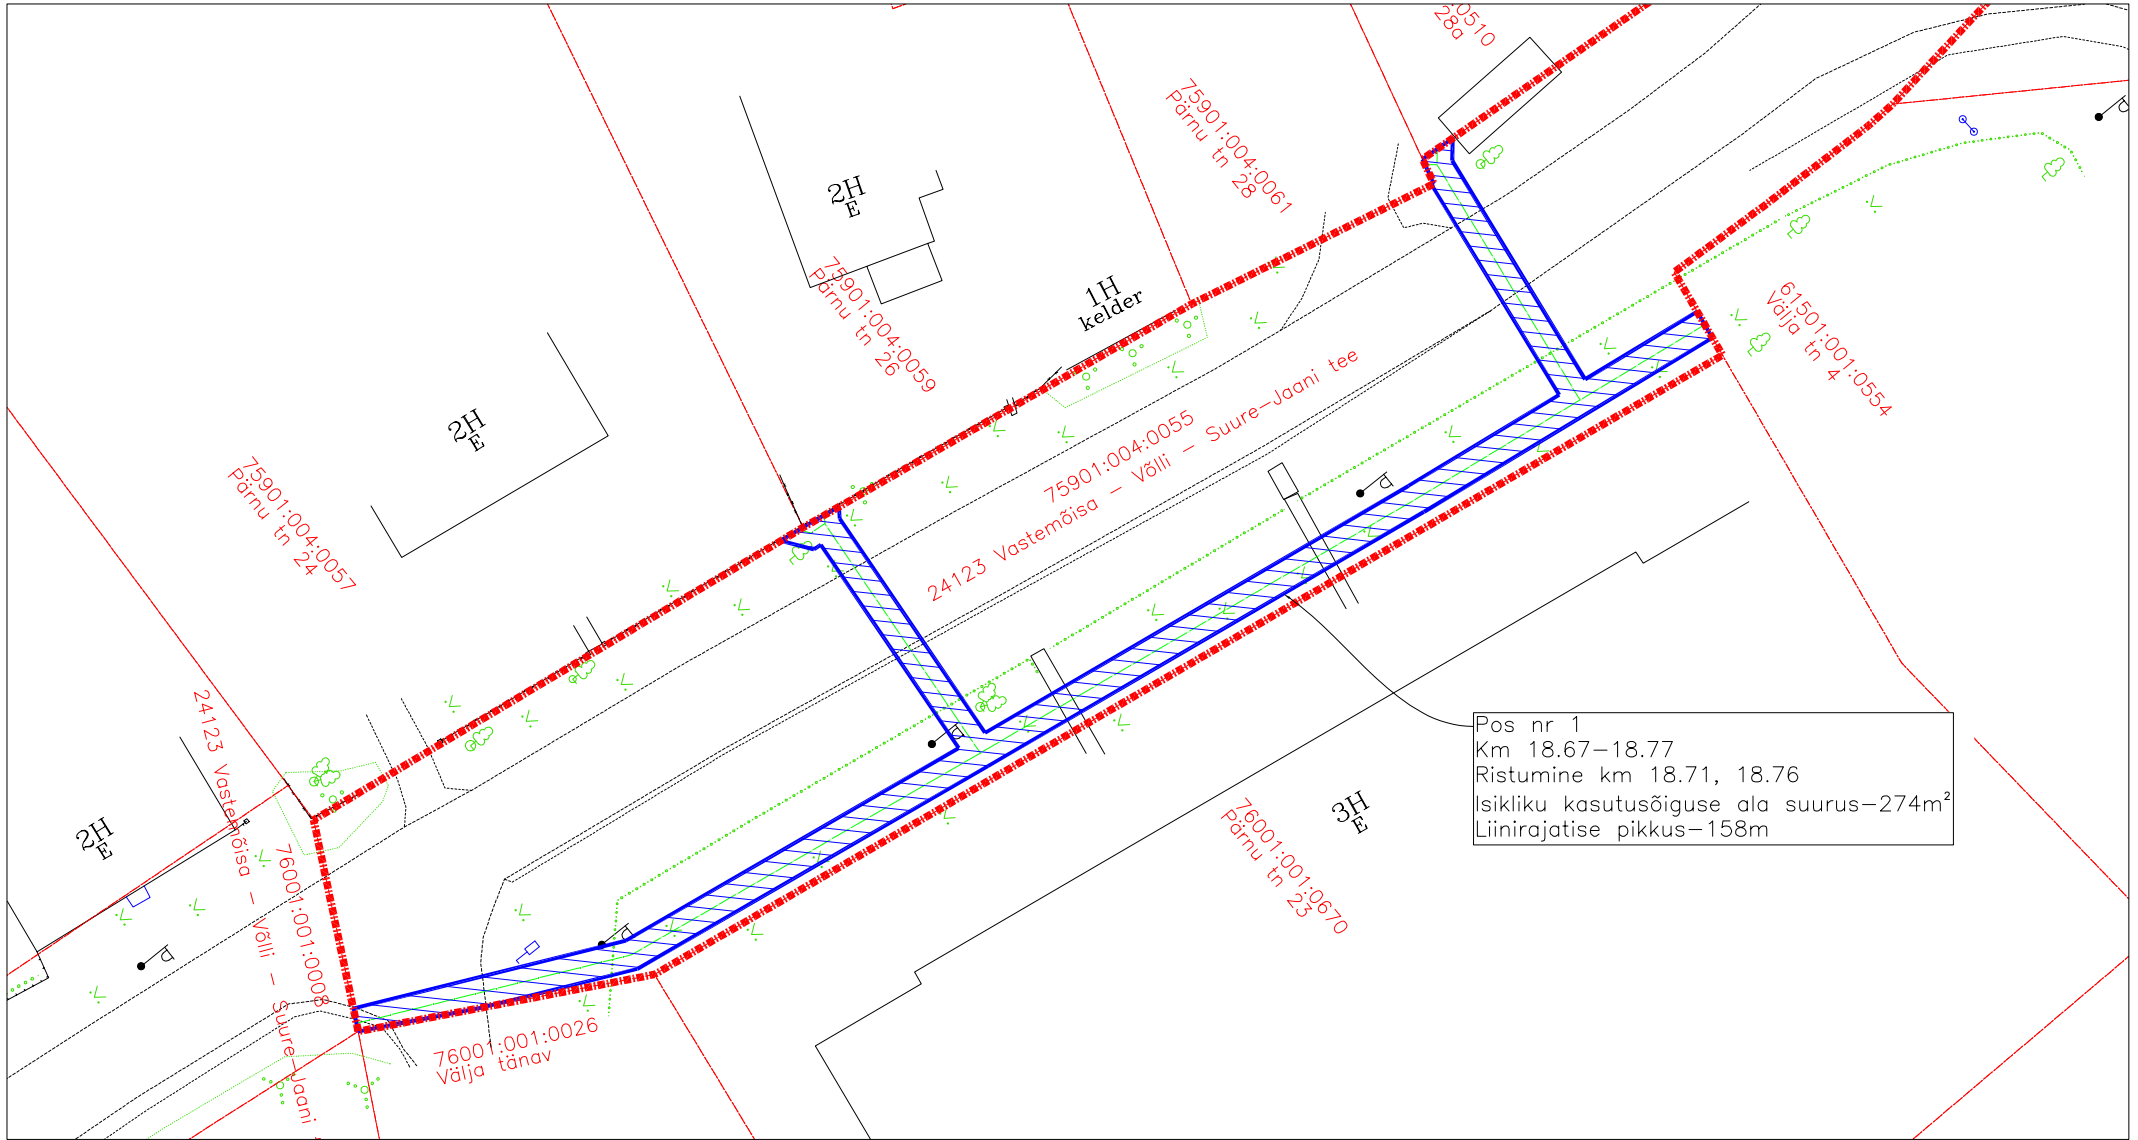 :0510
28a
75901:004:0061
Pärnu tn 28
2H
E
75901:004:0059
Pärnu tn 26
1H
kelder
61501:001:0554
Välja tn 4
2H
E
75901:004:0057
Pärnu tn 24
75901:004:0055
24123 Vastemõisa – Võlli – Suure–Jaani tee
24123 Vastemõisa – Võlli – Suure–Jaani
76001:001:0008
2H
E
76001:001:0026
Välja tänav
3H
E
76001:001:0670
Pärnu tn 23
Pos nr 1
Km 18.67–18.77
Ristumine km 18.71, 18.76
Isikliku kasutusõiguse ala suurus–274m²
Liinirajatise pikkus–158m